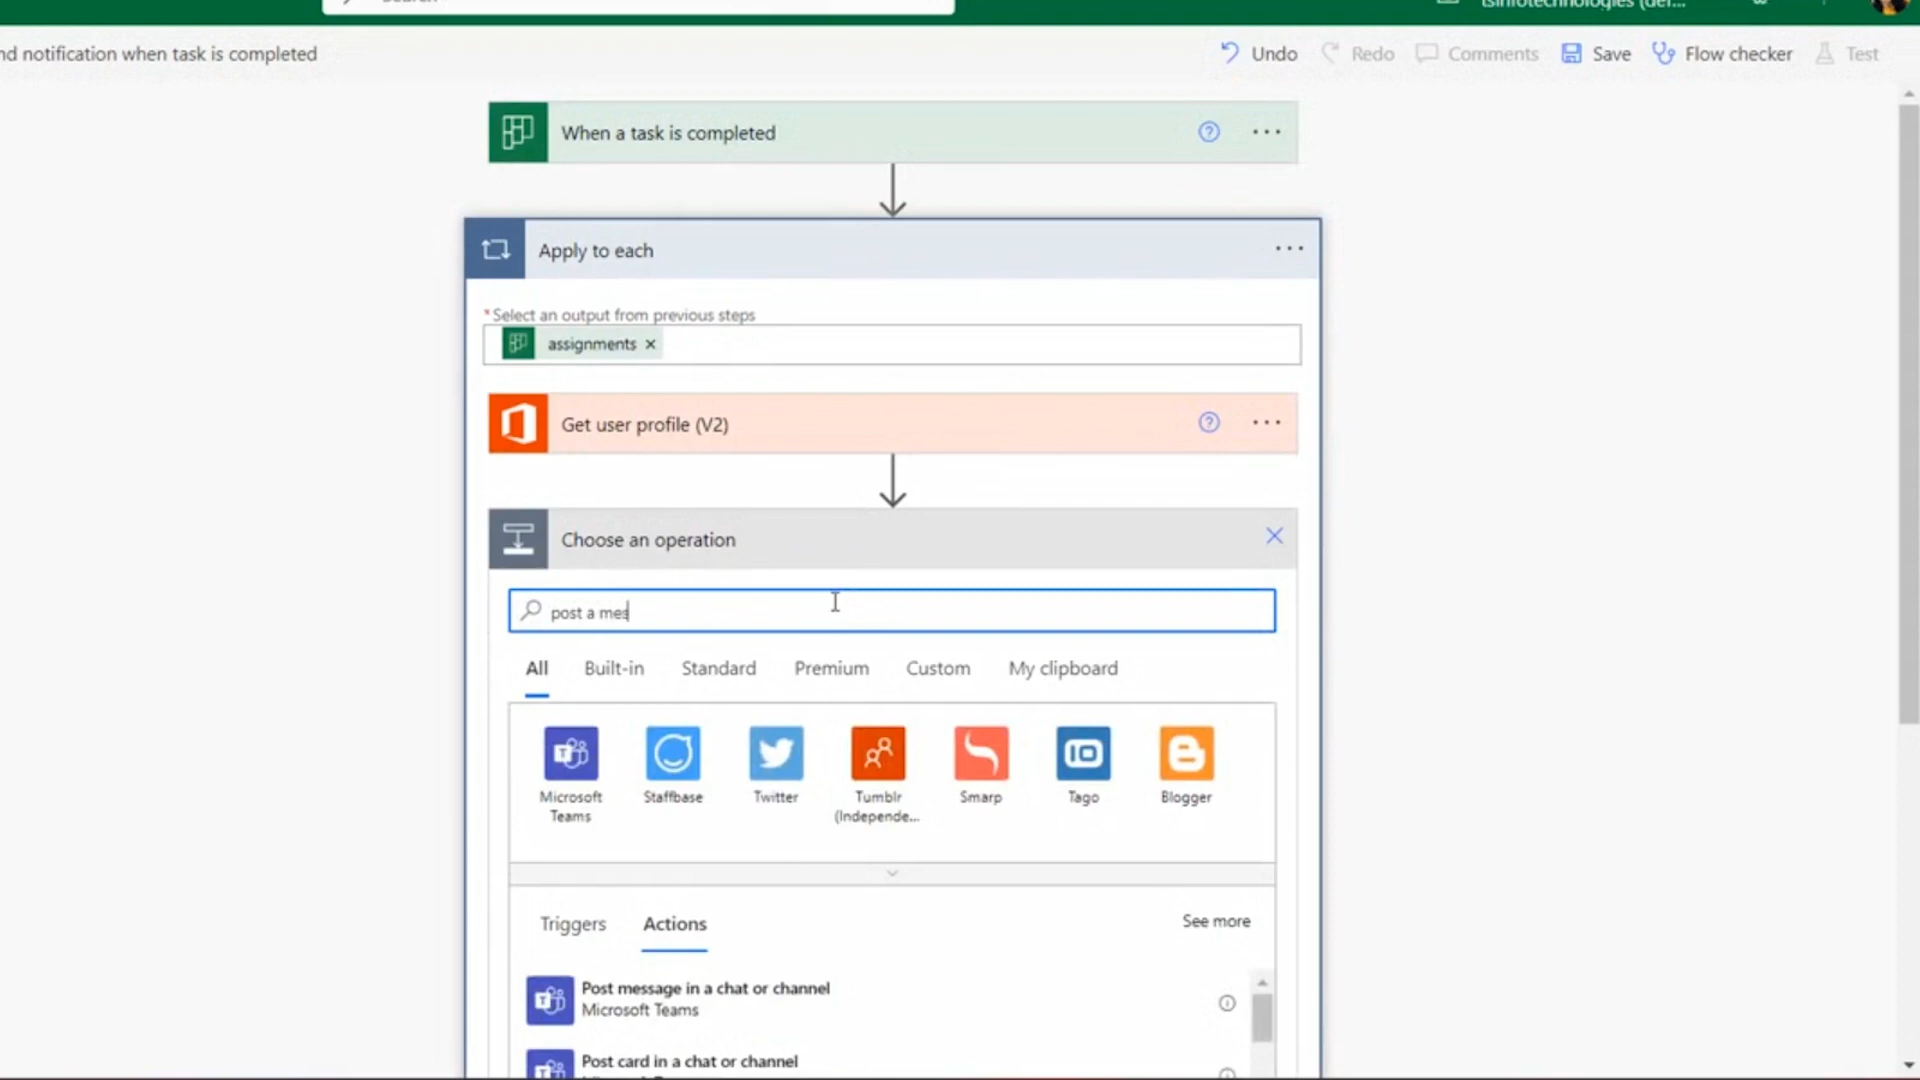 tsinfotechnologies (def...
nd notification when task is completed
Undo Redo Comments Save Flow checker Test
When a task is completed
Apply to each
*Select an output from previous steps
assignments
Get user profile (V2)
Choose an operation
post a mes
All Built-in Standard Premium Custom My clipboard
Microsoft Teams
Staffbase
Twitter
Tumblr (Independe...
Smarp
Tago
Blogger
Triggers Actions See more
Post message in a chat or channel
Microsoft Teams
Post card in a chat or channel